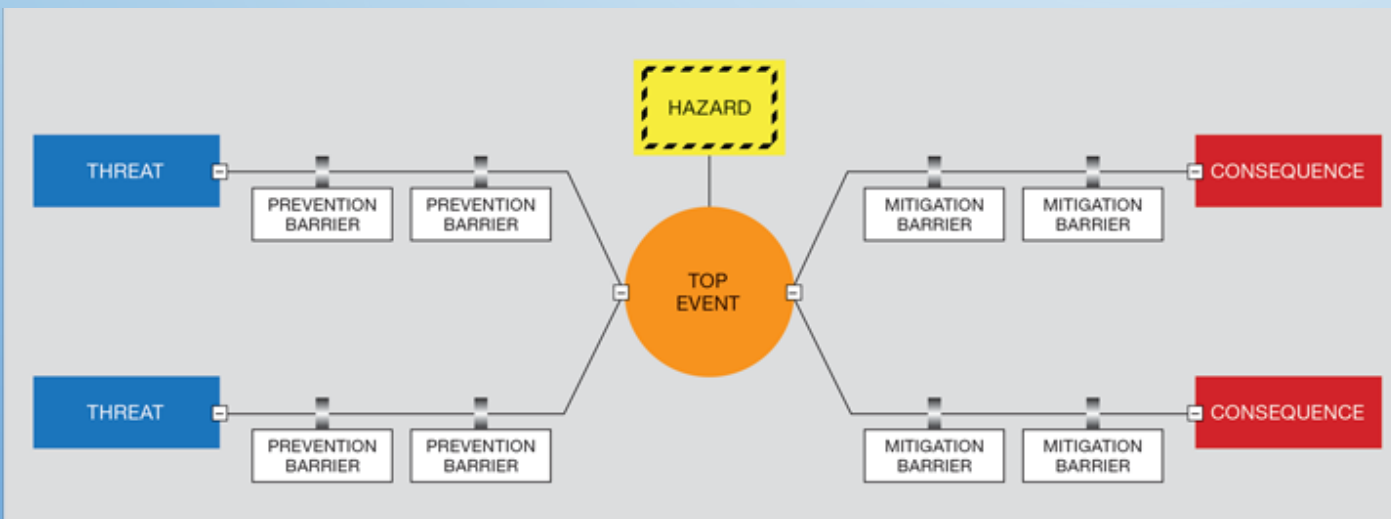 HAZARD
THREAT
CONSEQUENCE
PREVENTION
BARRIER
PREVENTION
BARRIER
MITIGATION
BARRIER
MITIGATION
BARRIER
TOP
EVENT
THREAT
CONSEQUENCE
PREVENTION
BARRIER
PREVENTION
BARRIER
MITIGATION
BARRIER
MITIGATION
BARRIER